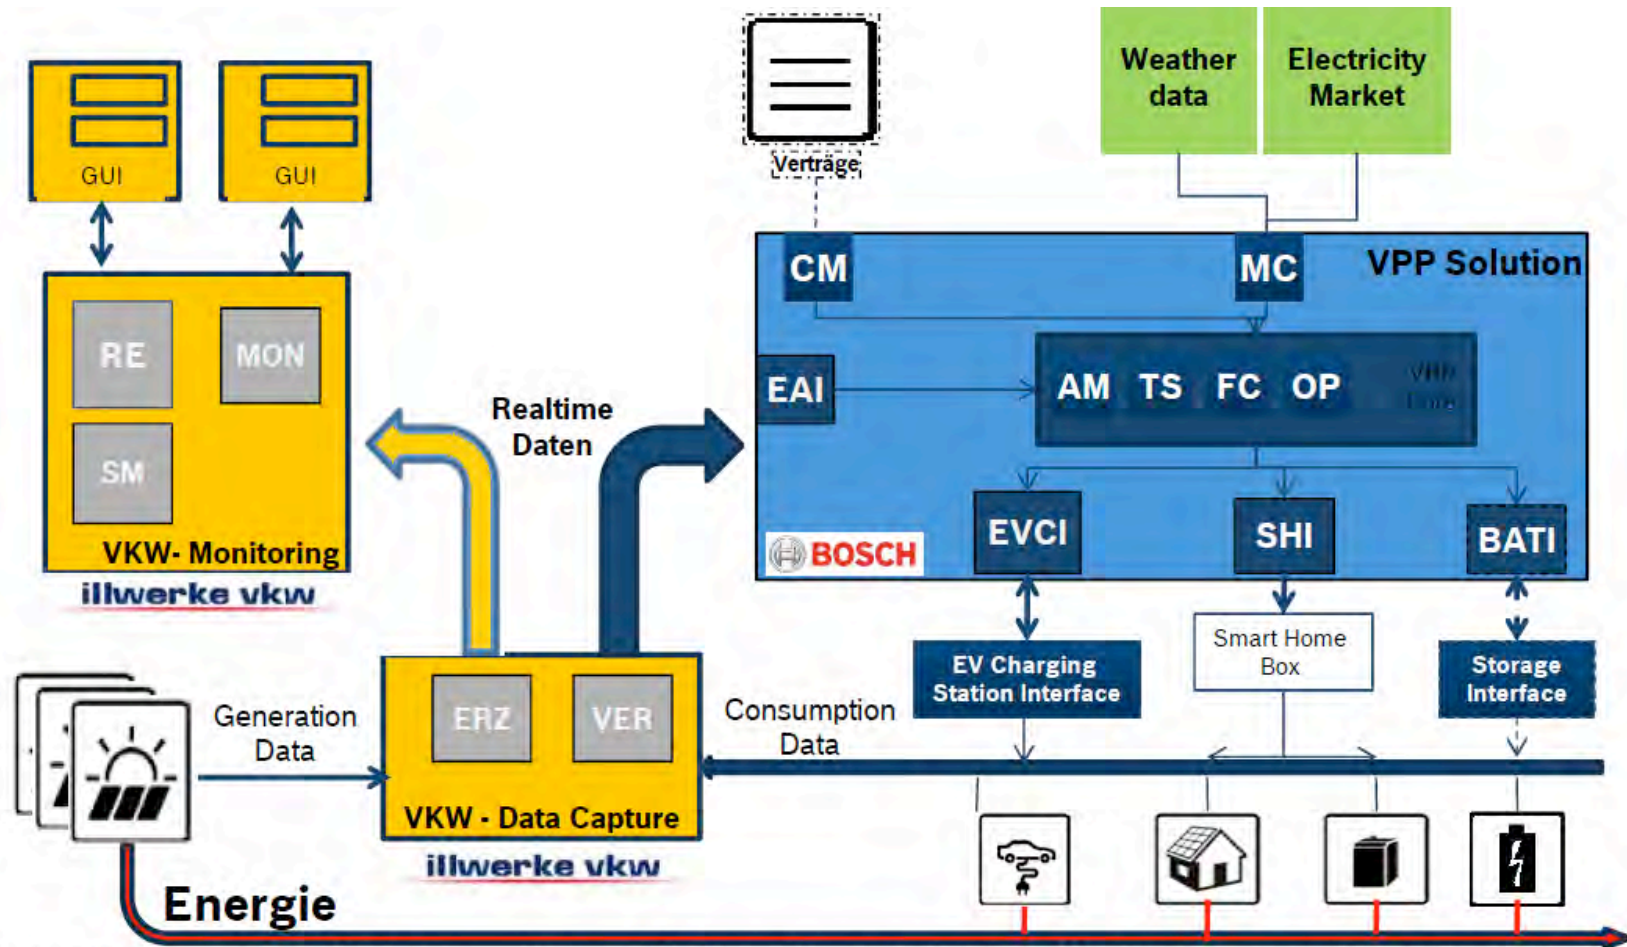 Weather
data
Electricity
Market
Verträge
GUI
GUI
CM
MC
VPP Solution
RE
MON
SM
VKW- Monitoring
illwerke vkw
Realtime
Daten
EAI
AM TS FC OP
EVCI
SHI
BATI
BOSCH
EV Charging
Station Interface
Smart Home
Box
Storage
Interface
Generation
Data
ERZ
VER
Consumption
Data
VKW - Data Capture
illwerke vkw
Energie